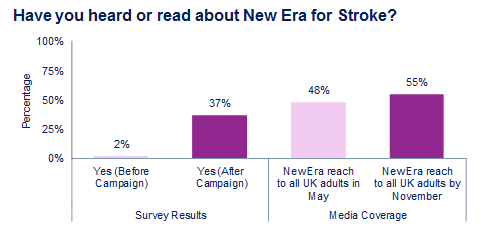 Have you heard or read about New Era for Stroke?
100%
75%
50%
25%
0%
Percentage
2%
37%
48%
55%
Yes (Before
Campaign)
Yes (After
Campaign)
NewEra reach
to all UK adults in
May
NewEra reach
to all UK adults by
November
Survey Results
Media Coverage